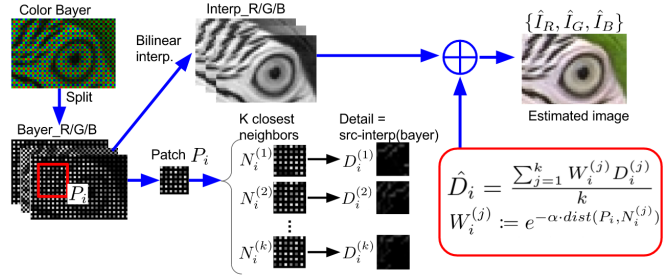 Color Bayer
Interp_R/G/B
{Î_R, Î_G, Î_B}
Bilinear
interp.
Split
Estimated image
Bayer_R/G/B
K closest
neighbors
Detail =
src-interp(bayer)
Patch P_i
P_i
N_i^{(1)}
D_i^{(1)}
N_i^{(2)}
D_i^{(2)}
⋮
N_i^{(k)}
D_i^{(k)}
D̂_i = \frac{\sum_{j=1}^{k} W_i^{(j)} D_i^{(j)}}{k}
W_i^{(j)} := e^{-α·dist(P_i, N_i^{(j)})}